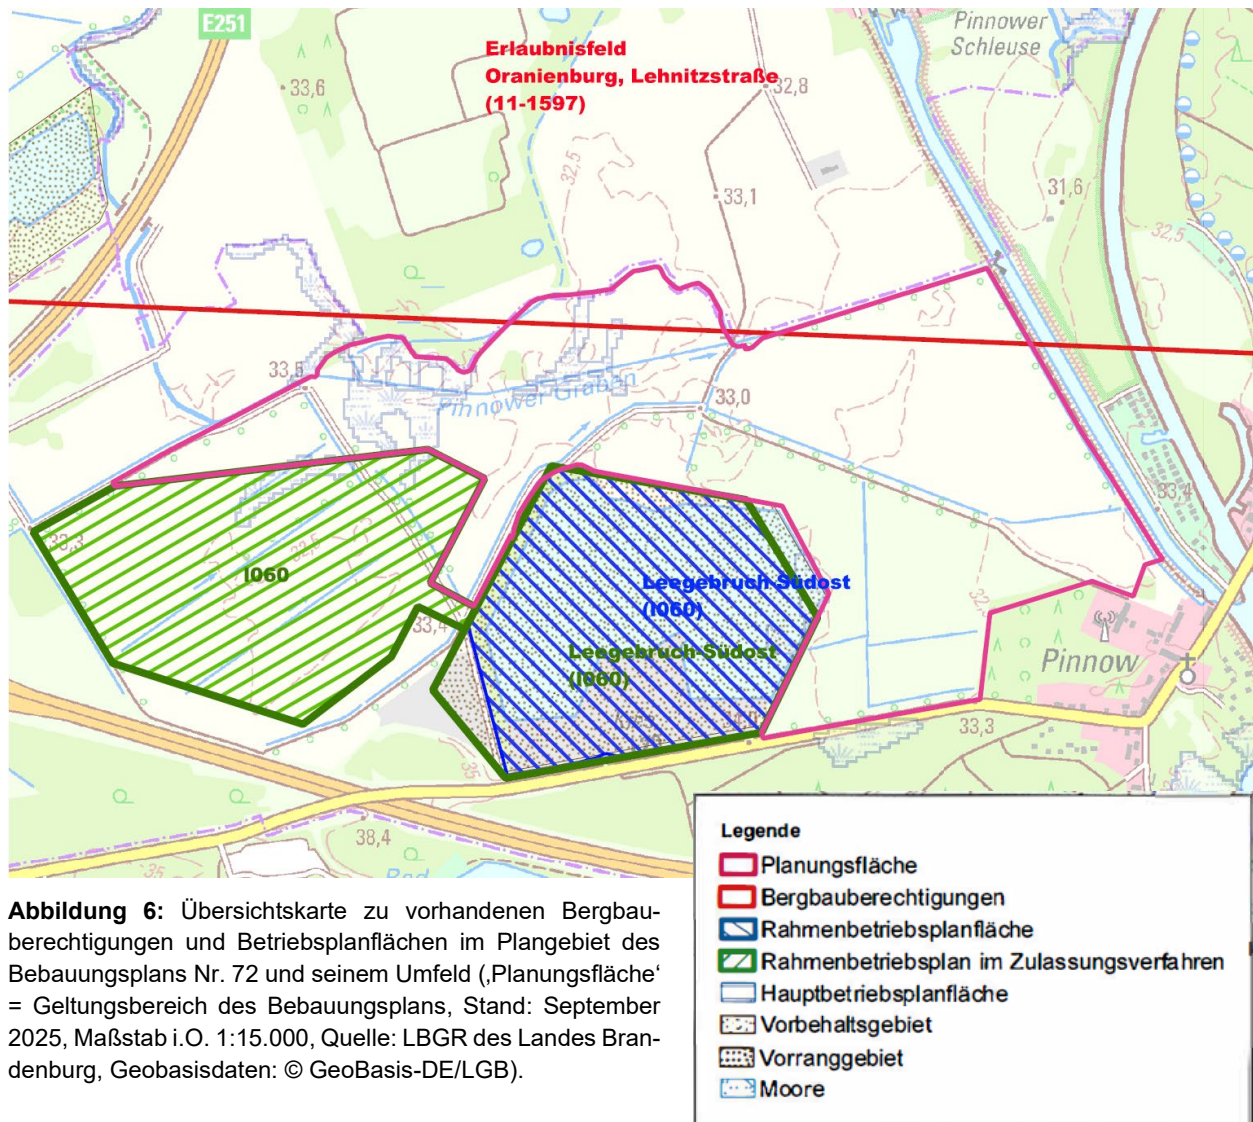 E251
Erlaubnisfeld
Oranienburg, Lehnitzstraße
(11-1597)
Pinnower
Schleuse
33,6
32,8
32,5
33,1
31,6
32,5
33,5
Pinnower Graben
33,0
33,4
33,3
32,5
I060
33,4
Leegebruch-Südost
(I060)
Leegebruch-Südost
(I060)
Pinnow
33,3
35
38,4
35
Legende
Planungsfläche
Bergbauberechtigungen
Rahmenbetriebsplanfläche
Rahmenbetriebsplan im Zulassungsverfahren
Hauptbetriebsplanfläche
Vorbehaltsgebiet
Vorranggebiet
Moore
Abbildung 6: Übersichtskarte zu vorhandenen Bergbau-
berechtigungen und Betriebsplanflächen im Plangebiet des
Bebauungsplans Nr. 72 und seinem Umfeld (‚Planungsfläche‘
= Geltungsbereich des Bebauungsplans, Stand: September
2025, Maßstab i.O. 1:15.000, Quelle: LBGR des Landes Bran-
denburg, Geobasisdaten: © GeoBasis-DE/LGB).